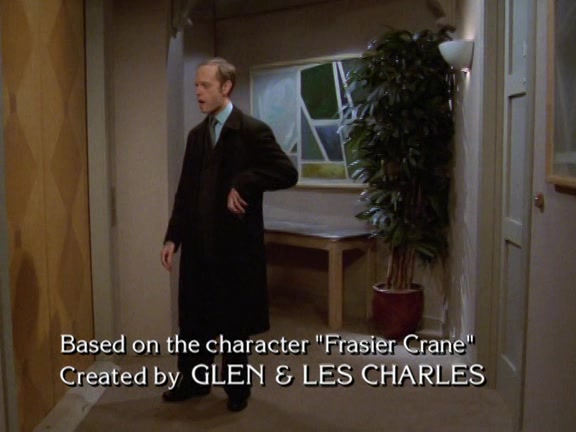 Based on the character "Frasier Crane"
Created by GLEN & LES CHARLES